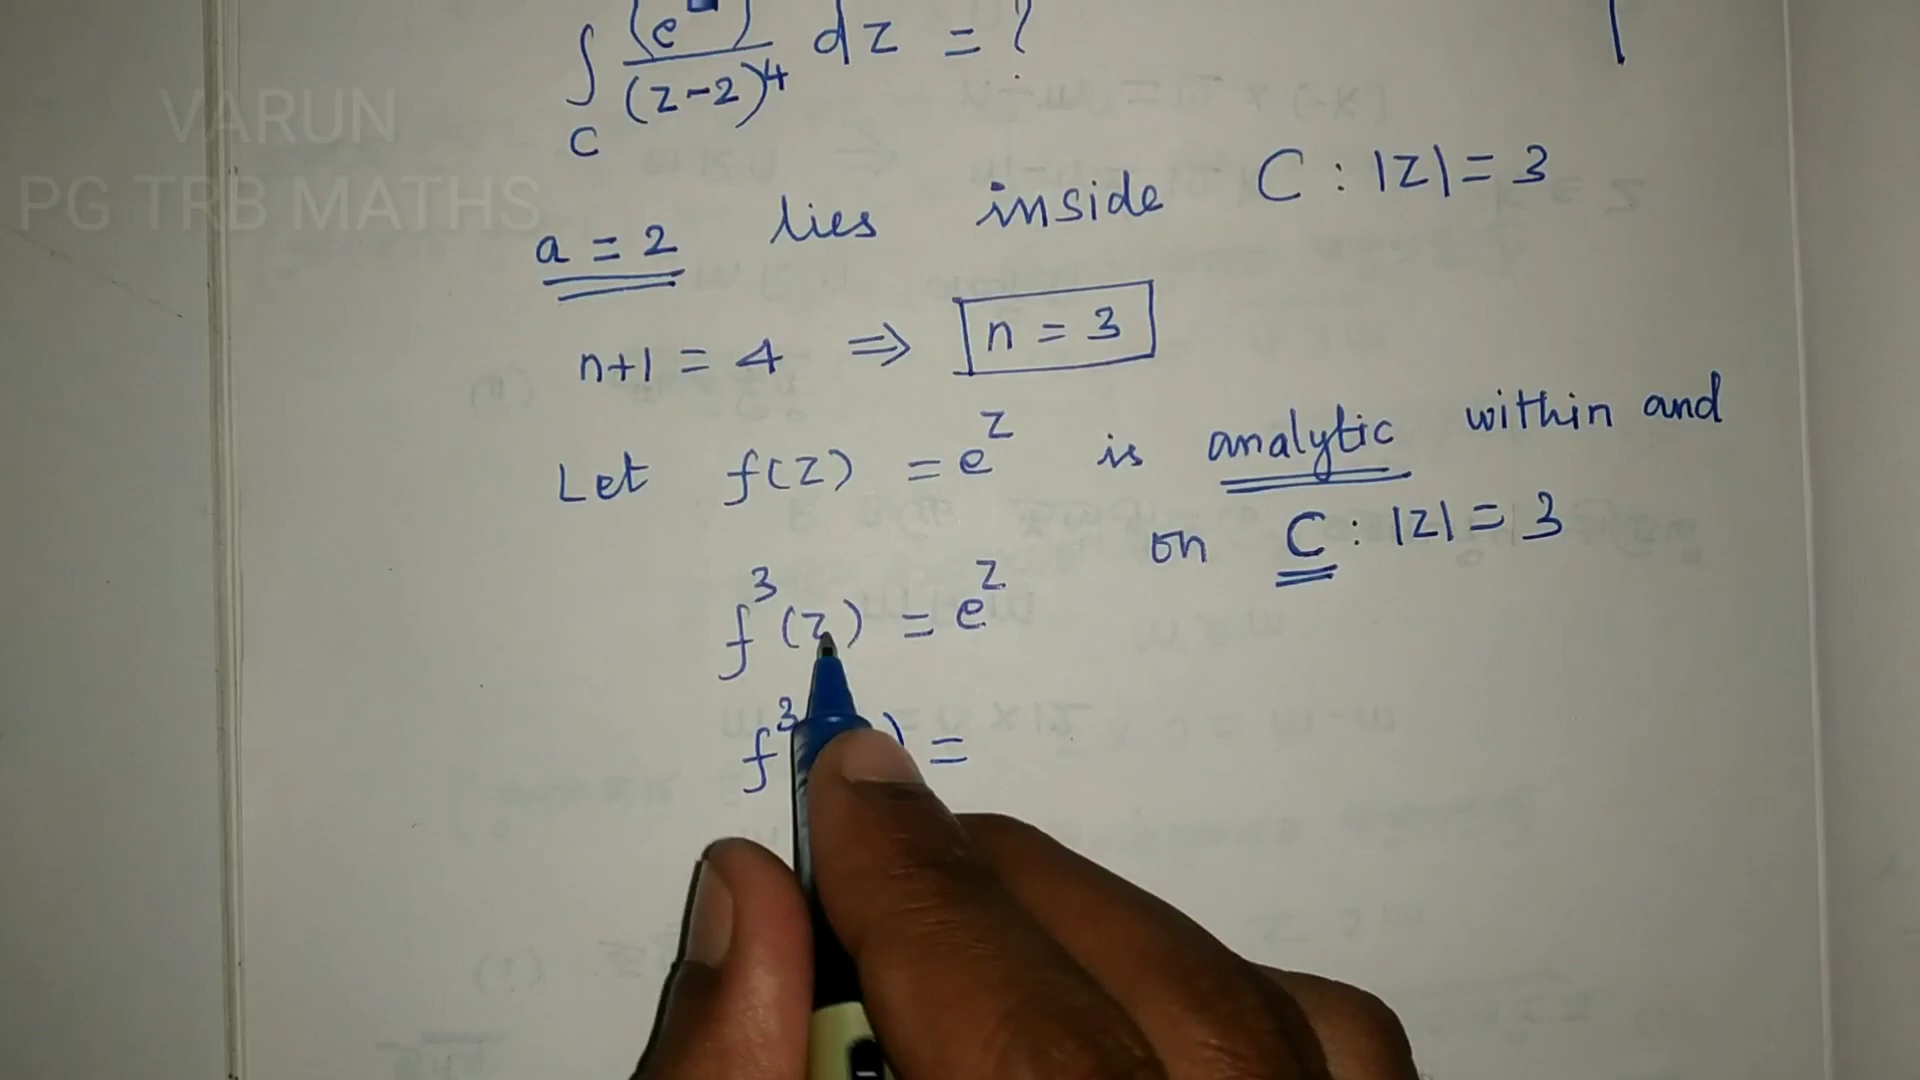 ∫ (e ) / (z-2)⁴ dz = ?
C
VARUN
PG TRB MATHS
a = 2 lies inside C : |z| = 3
n+1 = 4 ⇒ n = 3
Let f(z) = e^z is analytic within and
on C : |z| = 3
f³(z) = e^z
f³ ) =